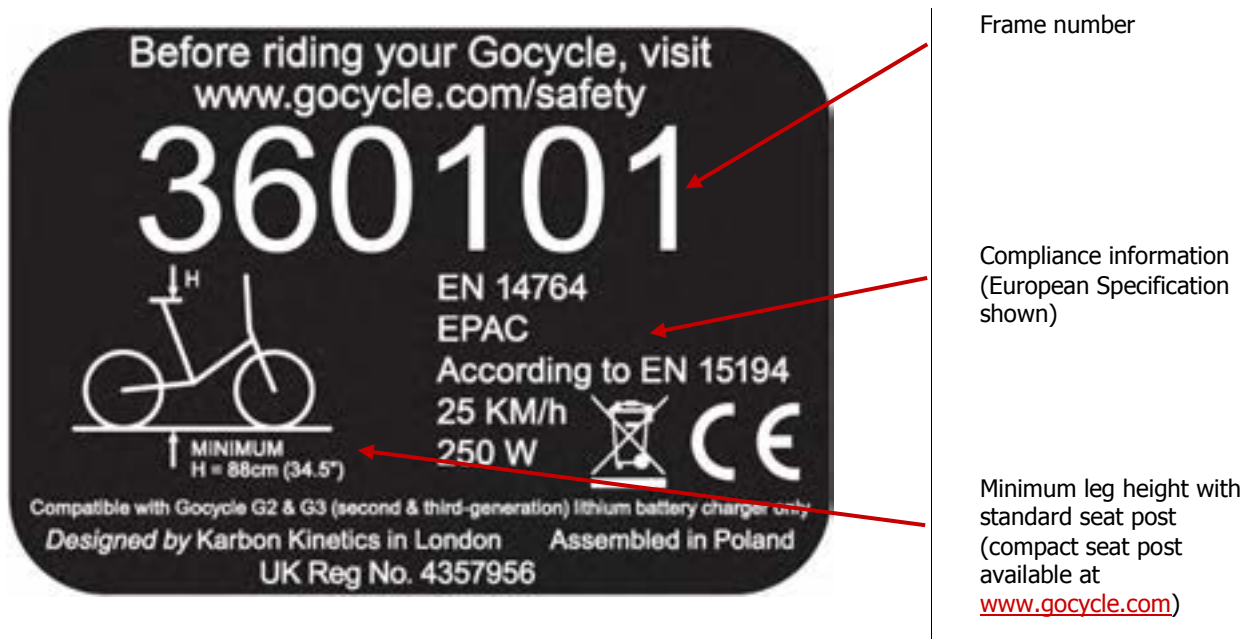 Before riding your Gocycle, visit
www.gocycle.com/safety
360101
H
EN 14764
EPAC
According to EN 15194
25 KM/h
250 W
CE
MINIMUM
H = 88cm (34.5")
Compatible with Gocycle G2 & G3 (second & third-generation) lithium battery charger only
Designed by Karbon Kinetics in London Assembled in Poland
UK Reg No. 4357956
Frame number
Compliance information
(European Specification
shown)
Minimum leg height with
standard seat post
(compact seat post
available at
www.gocycle.com)